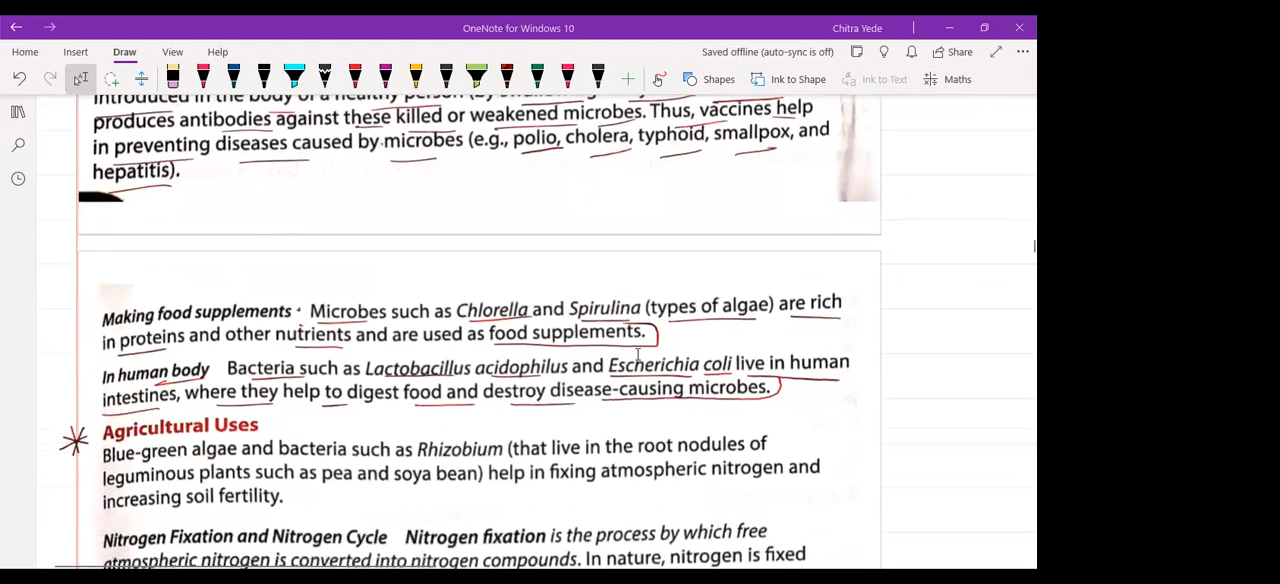 OneNote for Windows 10
Chitra Yede
Home Insert Draw View Help
Saved offline (auto-sync is off) Share
Shapes Ink to Shape Ink to Text Maths
introduced in the body of a healthy person (by
produces antibodies against these killed or weakened microbes. Thus, vaccines help
in preventing diseases caused by microbes (e.g., polio, cholera, typhoid, smallpox, and
hepatitis).
Making food supplements · Microbes such as Chlorella and Spirulina (types of algae) are rich
in proteins and other nutrients and are used as food supplements.
In human body Bacteria such as Lactobacillus acidophilus and Escherichia coli live in human
intestines, where they help to digest food and destroy disease-causing microbes.
Agricultural Uses
Blue-green algae and bacteria such as Rhizobium (that live in the root nodules of
leguminous plants such as pea and soya bean) help in fixing atmospheric nitrogen and
increasing soil fertility.
Nitrogen Fixation and Nitrogen Cycle Nitrogen fixation is the process by which free
atmospheric nitrogen is converted into nitrogen compounds. In nature, nitrogen is fixed